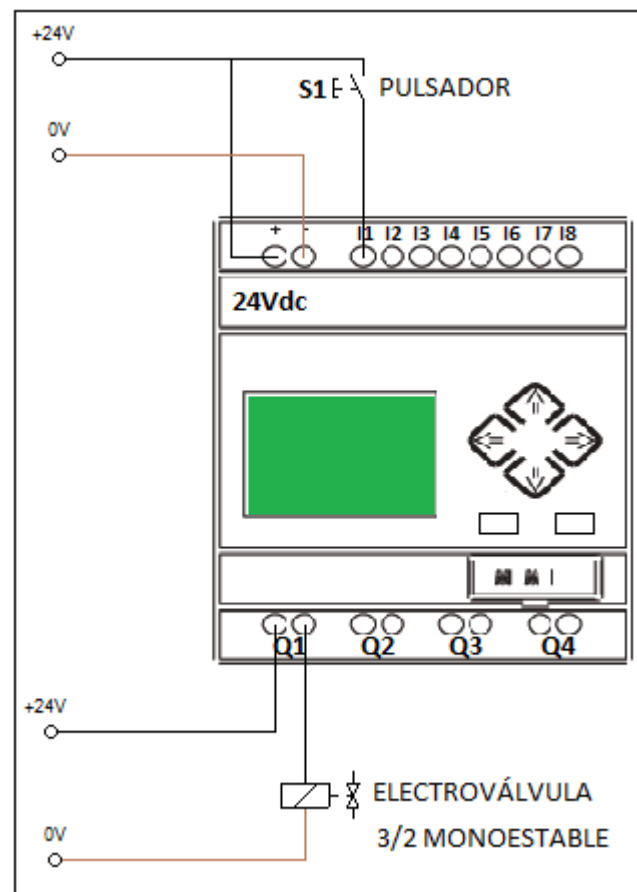 +24V
S1 PULSADOR
0V
+ - I1 I2 I3 I4 I5 I6 I7 I8
24Vdc
Q1 Q2 Q3 Q4
+24V
ELECTROVÁLVULA
3/2 MONOESTABLE
0V